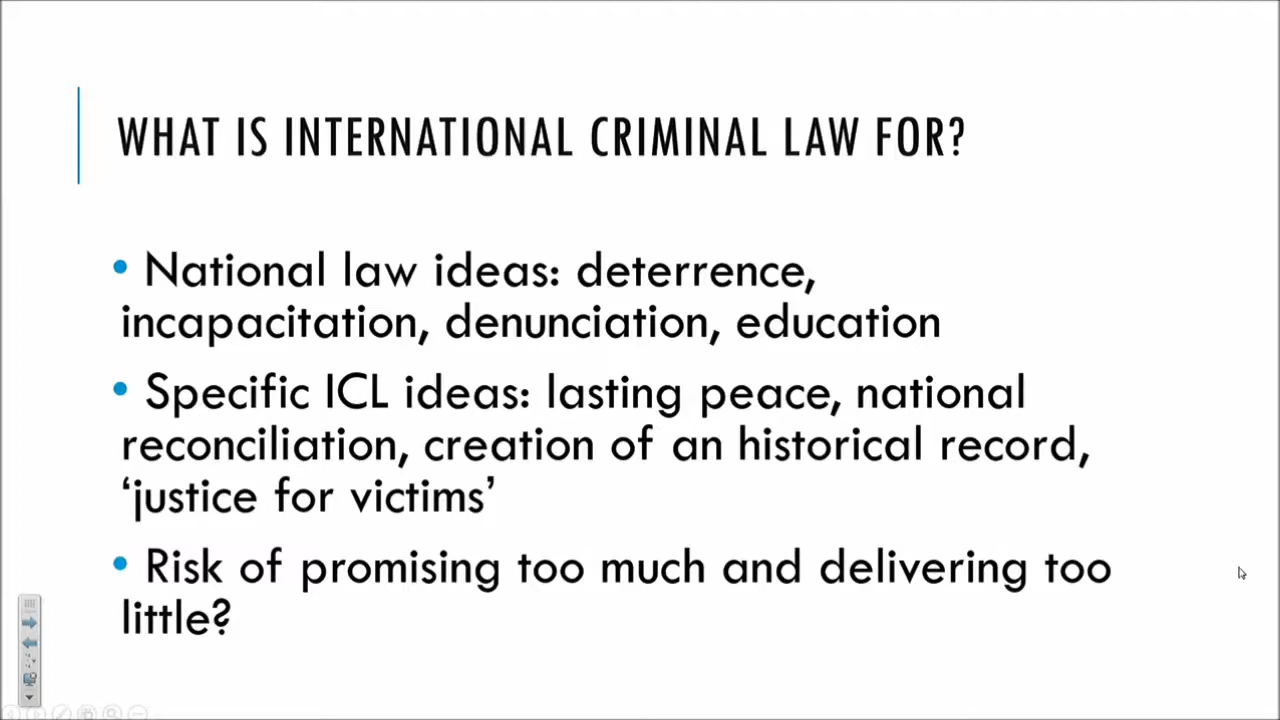 WHAT IS INTERNATIONAL CRIMINAL LAW FOR?
• National law ideas: deterrence,
incapacitation, denunciation, education
• Specific ICL ideas: lasting peace, national
reconciliation, creation of an historical record,
‘justice for victims’
• Risk of promising too much and delivering too
little?